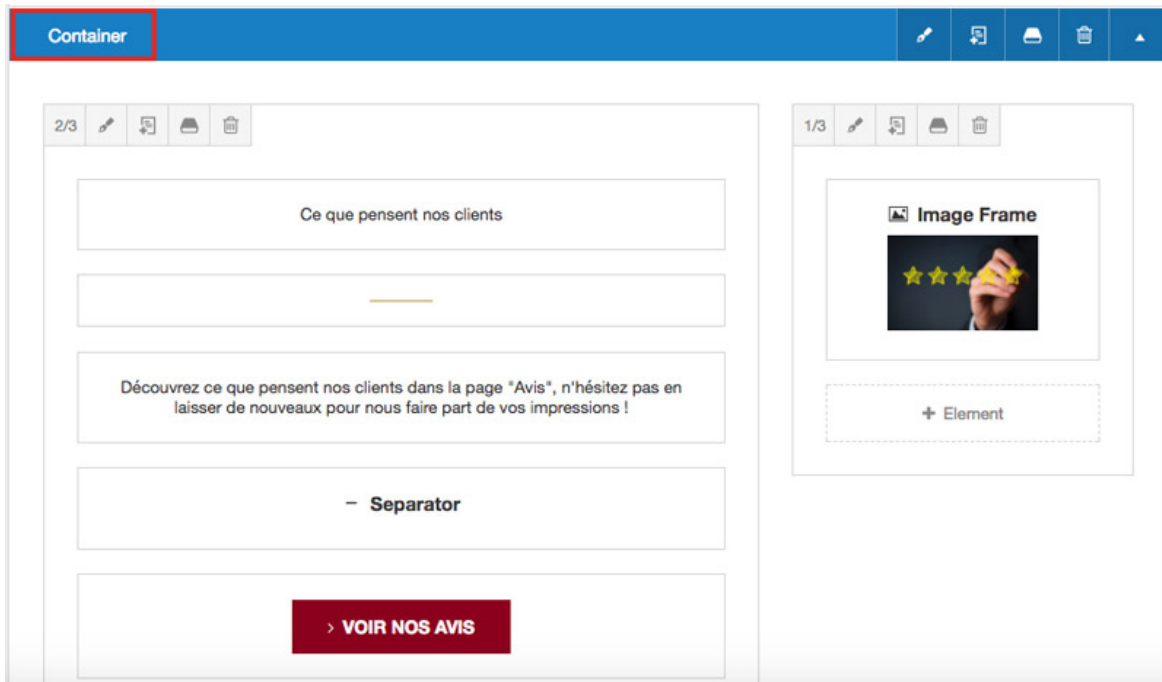 Container
2/3
Ce que pensent nos clients
Découvrez ce que pensent nos clients dans la page "Avis", n'hésitez pas en
laisser de nouveaux pour nous faire part de vos impressions !
– Separator
> VOIR NOS AVIS
1/3
Image Frame
+ Element